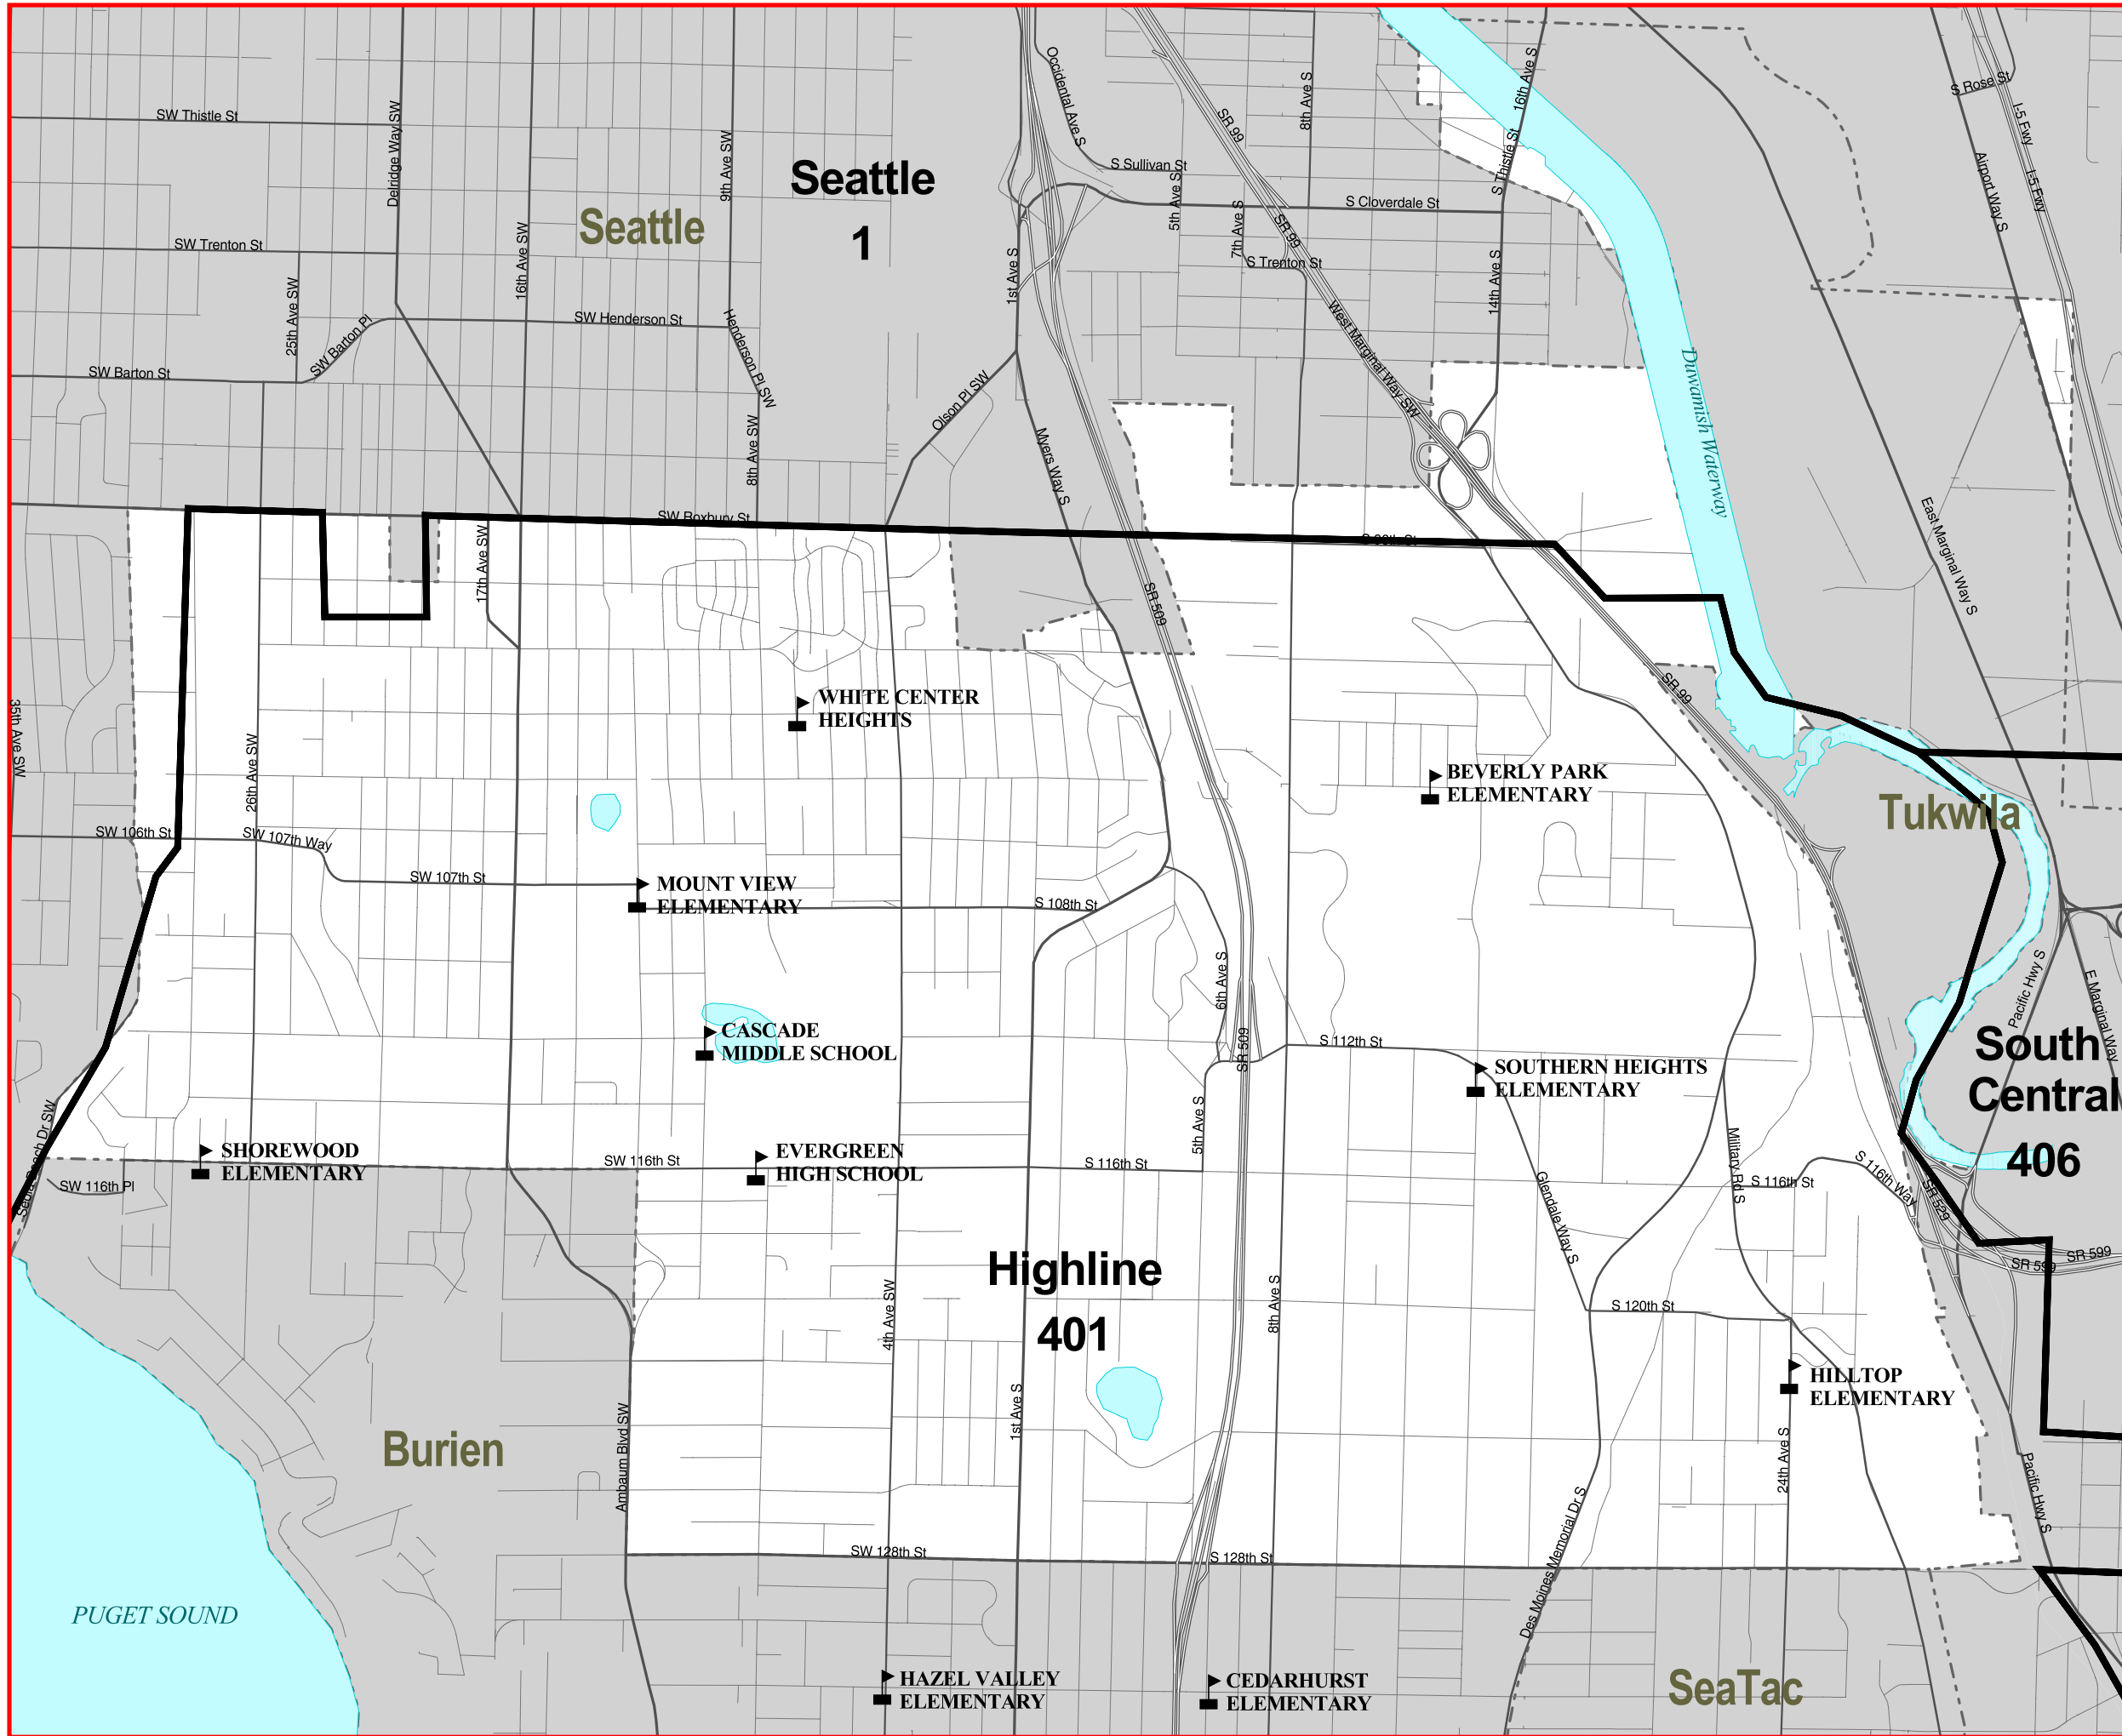 Occidental Ave S
16th Ave S
S Rose St
8th Ave S
SR 99
I-5 Fwy
SW Thistle St
Delridge Way SW
9th Ave SW
S Thistle St
Airport Way S
S Sullivan St
Seattle
1
5th Ave S
I-5 Fwy
S Cloverdale St
Seattle
7th Ave S
SR 99
SW Trenton St
16th Ave SW
1st Ave S
S Trenton St
14th Ave S
25th Ave SW
SW Barton Pl
SW Henderson St
Henderson Pl SW
West Marginal Way SW
Duwamish Waterway
SW Barton St
Olson Pl SW
8th Ave SW
Myers Way S
SW Roxbury St
East Marginal Way S
17th Ave SW
SR 509
WHITE CENTER
HEIGHTS
SR 99
35th Ave SW
26th Ave SW
BEVERLY PARK
ELEMENTARY
Tukwila
SW 106th St
SW 107th Way
SW 107th St
MOUNT VIEW
ELEMENTARY
S 108th St
6th Ave S
Pacific Hwy S
E Marginal Way S
CASCADE
MIDDLE SCHOOL
SR 509
S 112th St
South
Central
406
SOUTHERN HEIGHTS
ELEMENTARY
5th Ave S
SHOREWOOD
ELEMENTARY
EVERGREEN
HIGH SCHOOL
SW 116th St
S 116th St
Military Rd S
S 116th St
S 116th Way
SW 116th Pl
Glendale Way S
SR 529
SR 599
SR 599
Highline
401
4th Ave SW
8th Ave S
S 120th St
HILLTOP
ELEMENTARY
Burien
Ambaum Blvd SW
1st Ave S
24th Ave S
Pacific Hwy S
Des Moines Memorial Dr S
SW 128th St
S 128th St
PUGET SOUND
HAZEL VALLEY
ELEMENTARY
CEDARHURST
ELEMENTARY
SeaTac